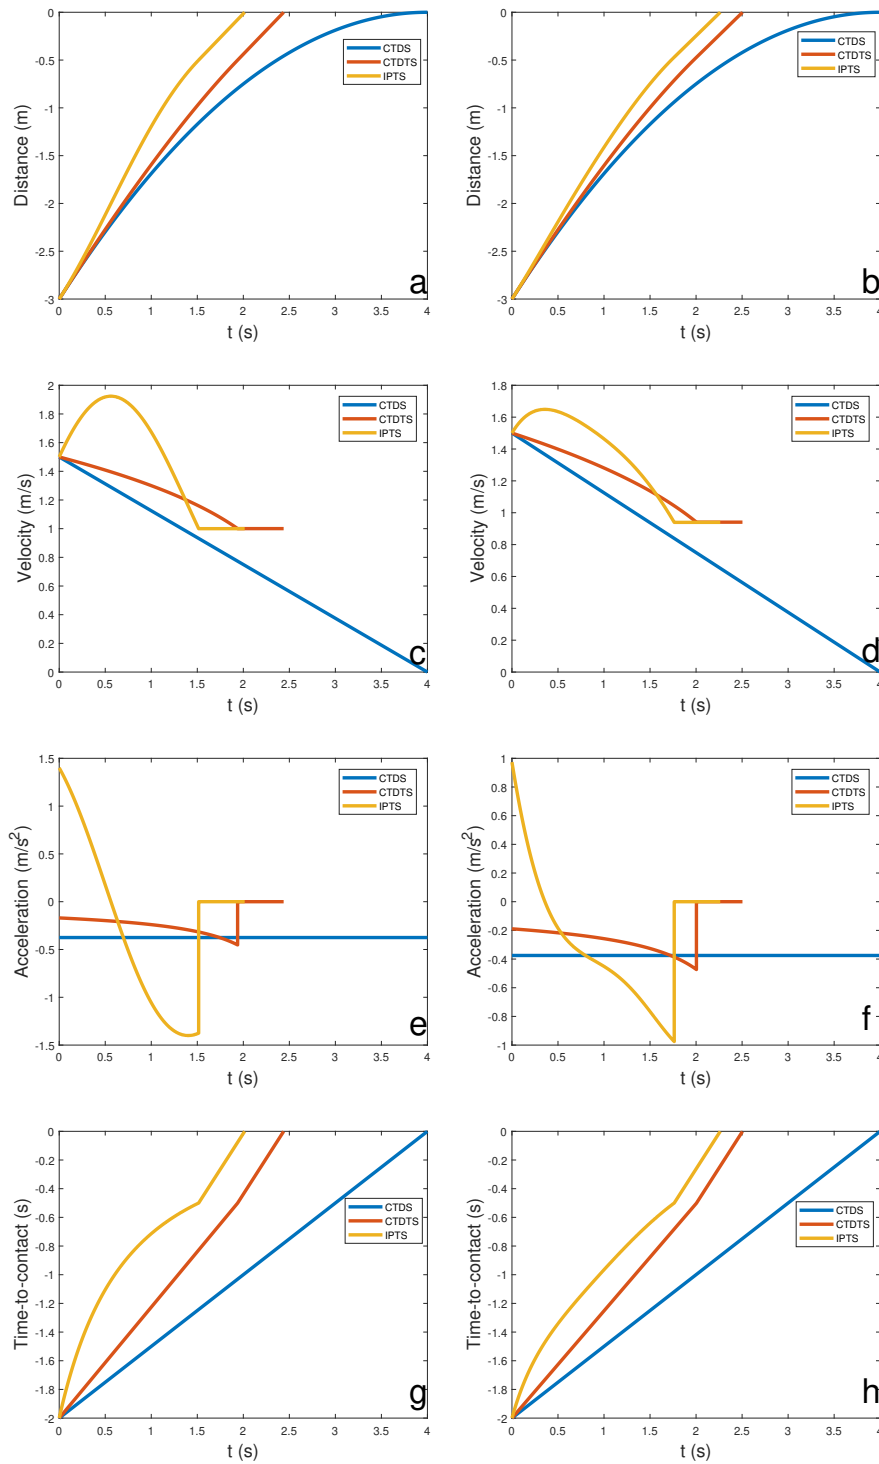 0
-0.5
-1
-1.5
-2
-2.5
-3
Distance (m)
0 0.5 1 1.5 2 2.5 3 3.5 4
t (s)
CTDS
CTDTS
IPTS
a
0
-0.5
-1
-1.5
-2
-2.5
-3
Distance (m)
0 0.5 1 1.5 2 2.5 3 3.5 4
t (s)
CTDS
CTDTS
IPTS
b
2
1.8
1.6
1.4
1.2
1
0.8
0.6
0.4
0.2
0
Velocity (m/s)
0 0.5 1 1.5 2 2.5 3 3.5 4
t (s)
CTDS
CTDTS
IPTS
c
1.8
1.6
1.4
1.2
1
0.8
0.6
0.4
0.2
0
Velocity (m/s)
0 0.5 1 1.5 2 2.5 3 3.5 4
t (s)
CTDS
CTDTS
IPTS
d
1.5
1
0.5
0
-0.5
-1
-1.5
Acceleration (m/s²)
0 0.5 1 1.5 2 2.5 3 3.5 4
t (s)
CTDS
CTDTS
IPTS
e
1
0.8
0.6
0.4
0.2
0
-0.2
-0.4
-0.6
-0.8
-1
Acceleration (m/s²)
0 0.5 1 1.5 2 2.5 3 3.5 4
t (s)
CTDS
CTDTS
IPTS
f
0
-0.2
-0.4
-0.6
-0.8
-1
-1.2
-1.4
-1.6
-1.8
-2
Time-to-contact (s)
0 0.5 1 1.5 2 2.5 3 3.5 4
t (s)
CTDS
CTDTS
IPTS
g
0
-0.2
-0.4
-0.6
-0.8
-1
-1.2
-1.4
-1.6
-1.8
-2
Time-to-contact (s)
0 0.5 1 1.5 2 2.5 3 3.5 4
t (s)
CTDS
CTDTS
IPTS
h